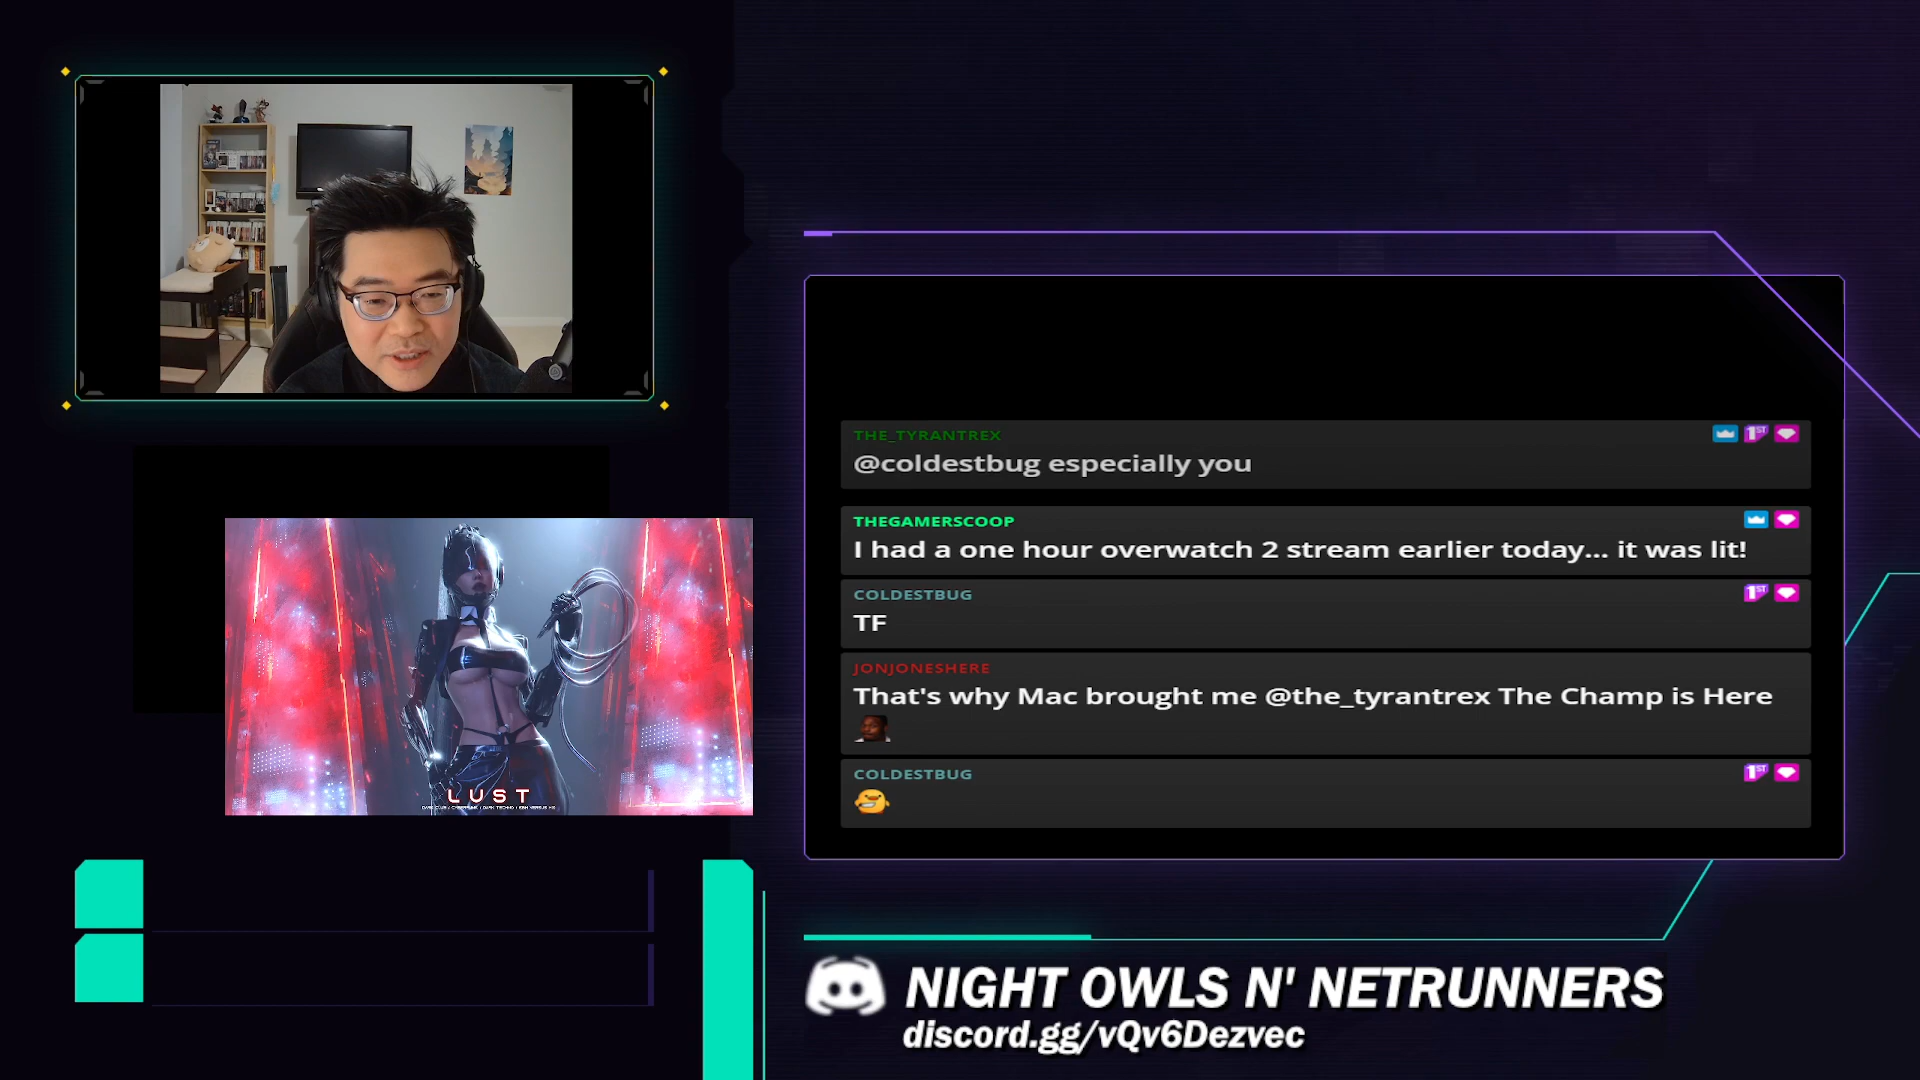 THE_TYRANTREX
@coldestbug especially you
THEGAMERSCOOP
I had a one hour overwatch 2 stream earlier today... it was lit!
COLDESTBUG
TF
JONJONESHERE
That's why Mac brought me @the_tyrantrex The Champ is Here
COLDESTBUG
LUST
NIGHT OWLS N' NETRUNNERS
discord.gg/vQv6Dezvec